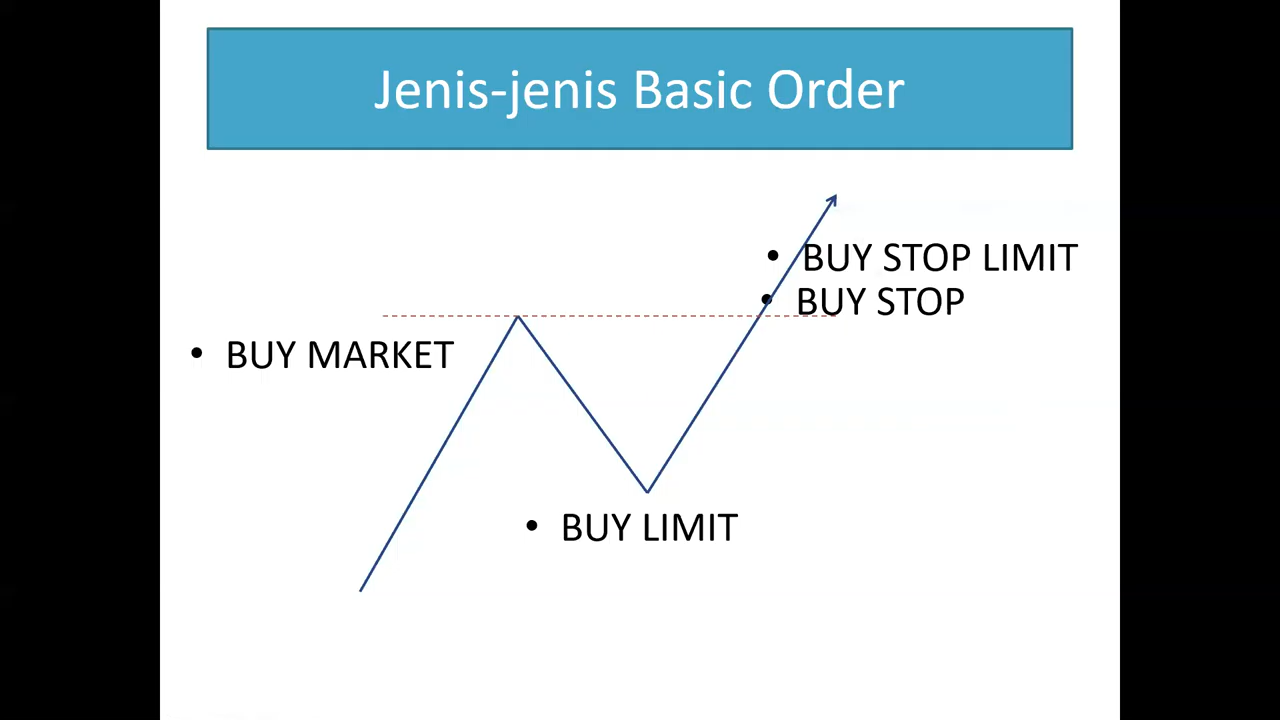 Jenis-jenis Basic Order
• BUY STOP LIMIT
• BUY STOP
• BUY MARKET
• BUY LIMIT